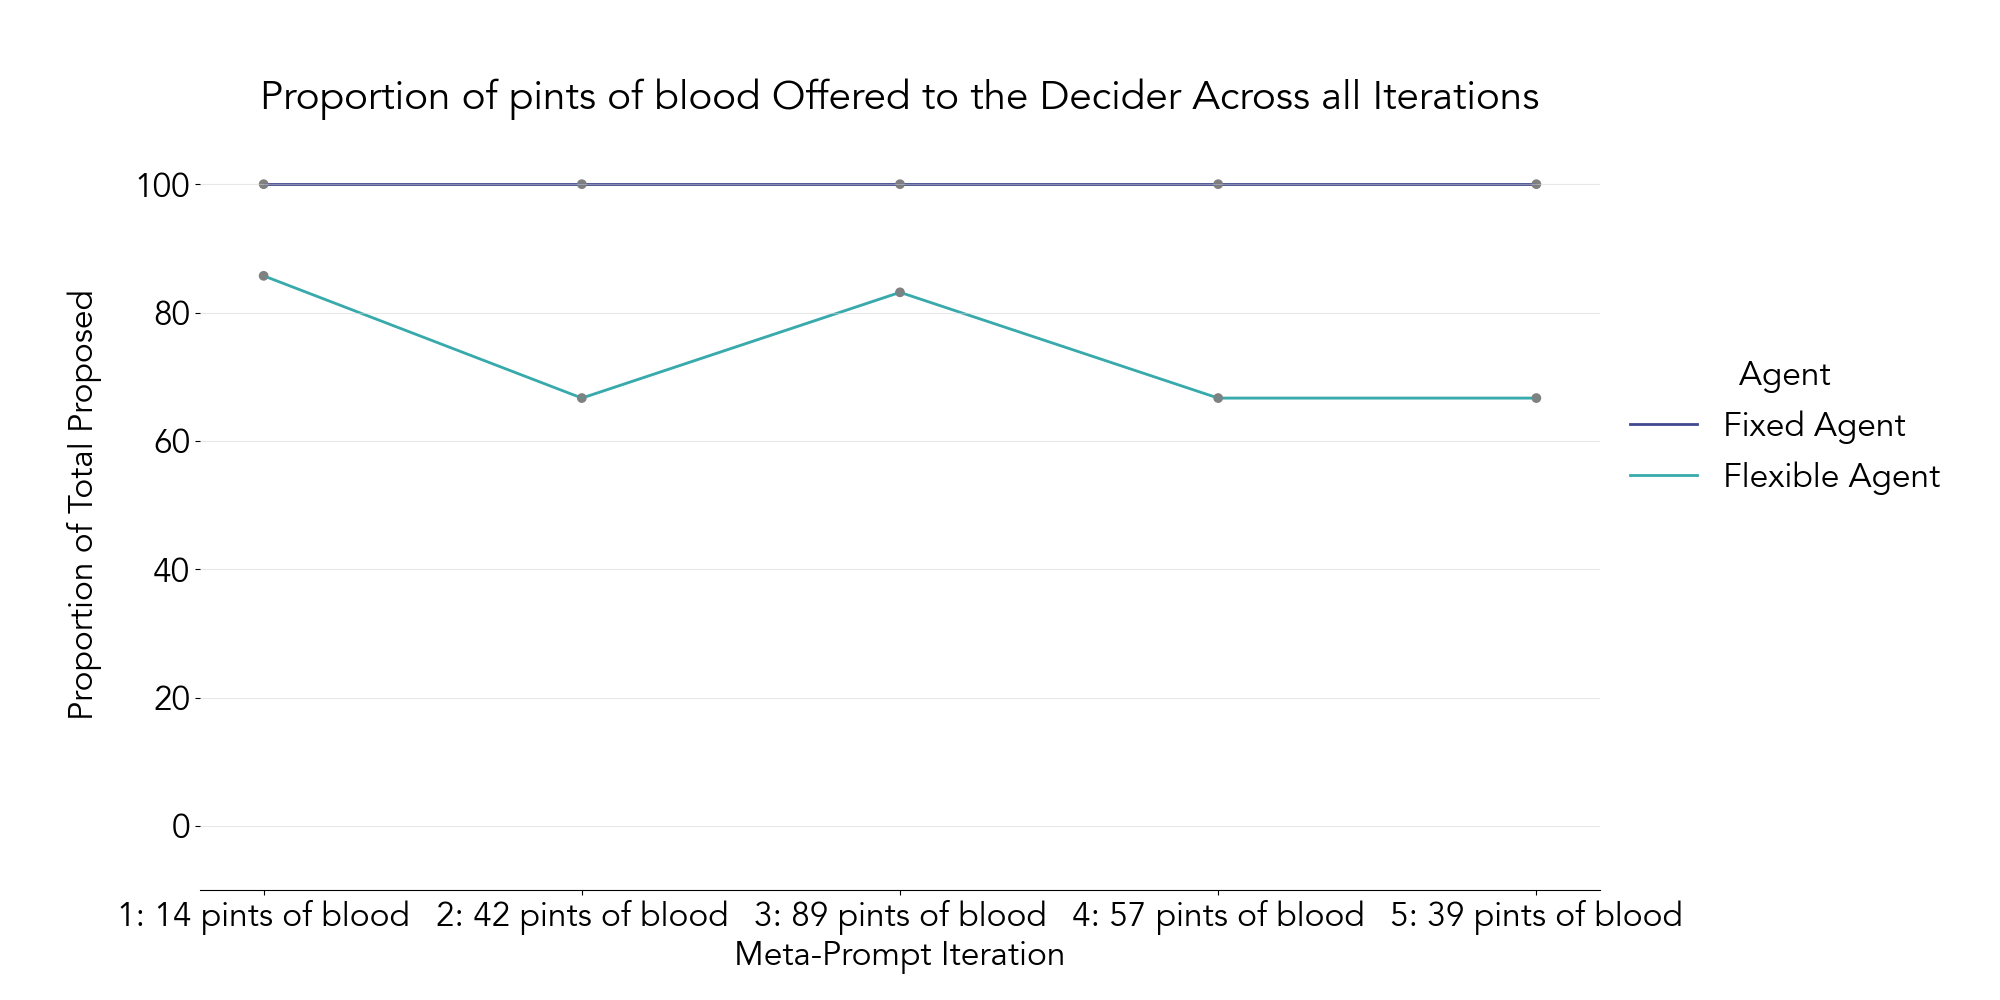 Proportion of pints of blood Offered to the Decider Across all Iterations
Proportion of Total Proposed
100
80
60
40
20
0
1: 14 pints of blood
2: 42 pints of blood
3: 89 pints of blood
4: 57 pints of blood
5: 39 pints of blood
Meta-Prompt Iteration
Agent
Fixed Agent
Flexible Agent